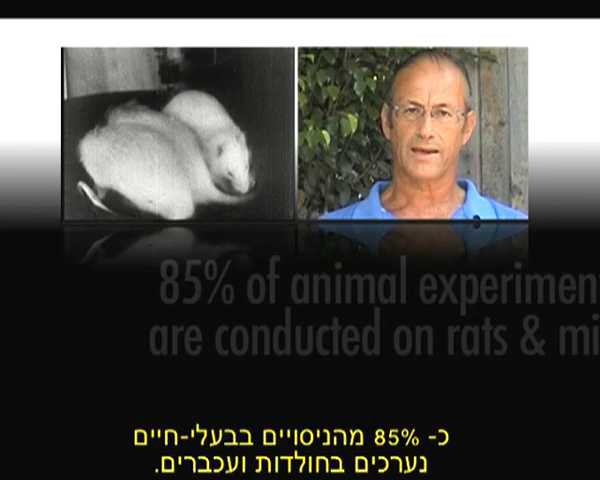 85% of animal experimen
are conducted on rats & mi
כ- 85% מהניסויים בבעלי-חיים
נערכים בחולדות ועכברים.